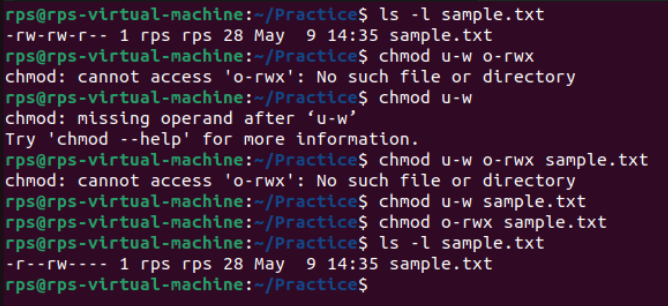 rps@rps-virtual-machine:~/Practice$ ls -l sample.txt
-rw-rw-r-- 1 rps rps 28 May  9 14:35 sample.txt
rps@rps-virtual-machine:~/Practice$ chmod u-w o-rwx
chmod: cannot access 'o-rwx': No such file or directory
rps@rps-virtual-machine:~/Practice$ chmod u-w
chmod: missing operand after ‘u-w’
Try 'chmod --help' for more information.
rps@rps-virtual-machine:~/Practice$ chmod u-w o-rwx sample.txt
chmod: cannot access 'o-rwx': No such file or directory
rps@rps-virtual-machine:~/Practice$ chmod u-w sample.txt
rps@rps-virtual-machine:~/Practice$ chmod o-rwx sample.txt
rps@rps-virtual-machine:~/Practice$ ls -l sample.txt
-r--rw---- 1 rps rps 28 May  9 14:35 sample.txt
rps@rps-virtual-machine:~/Practice$